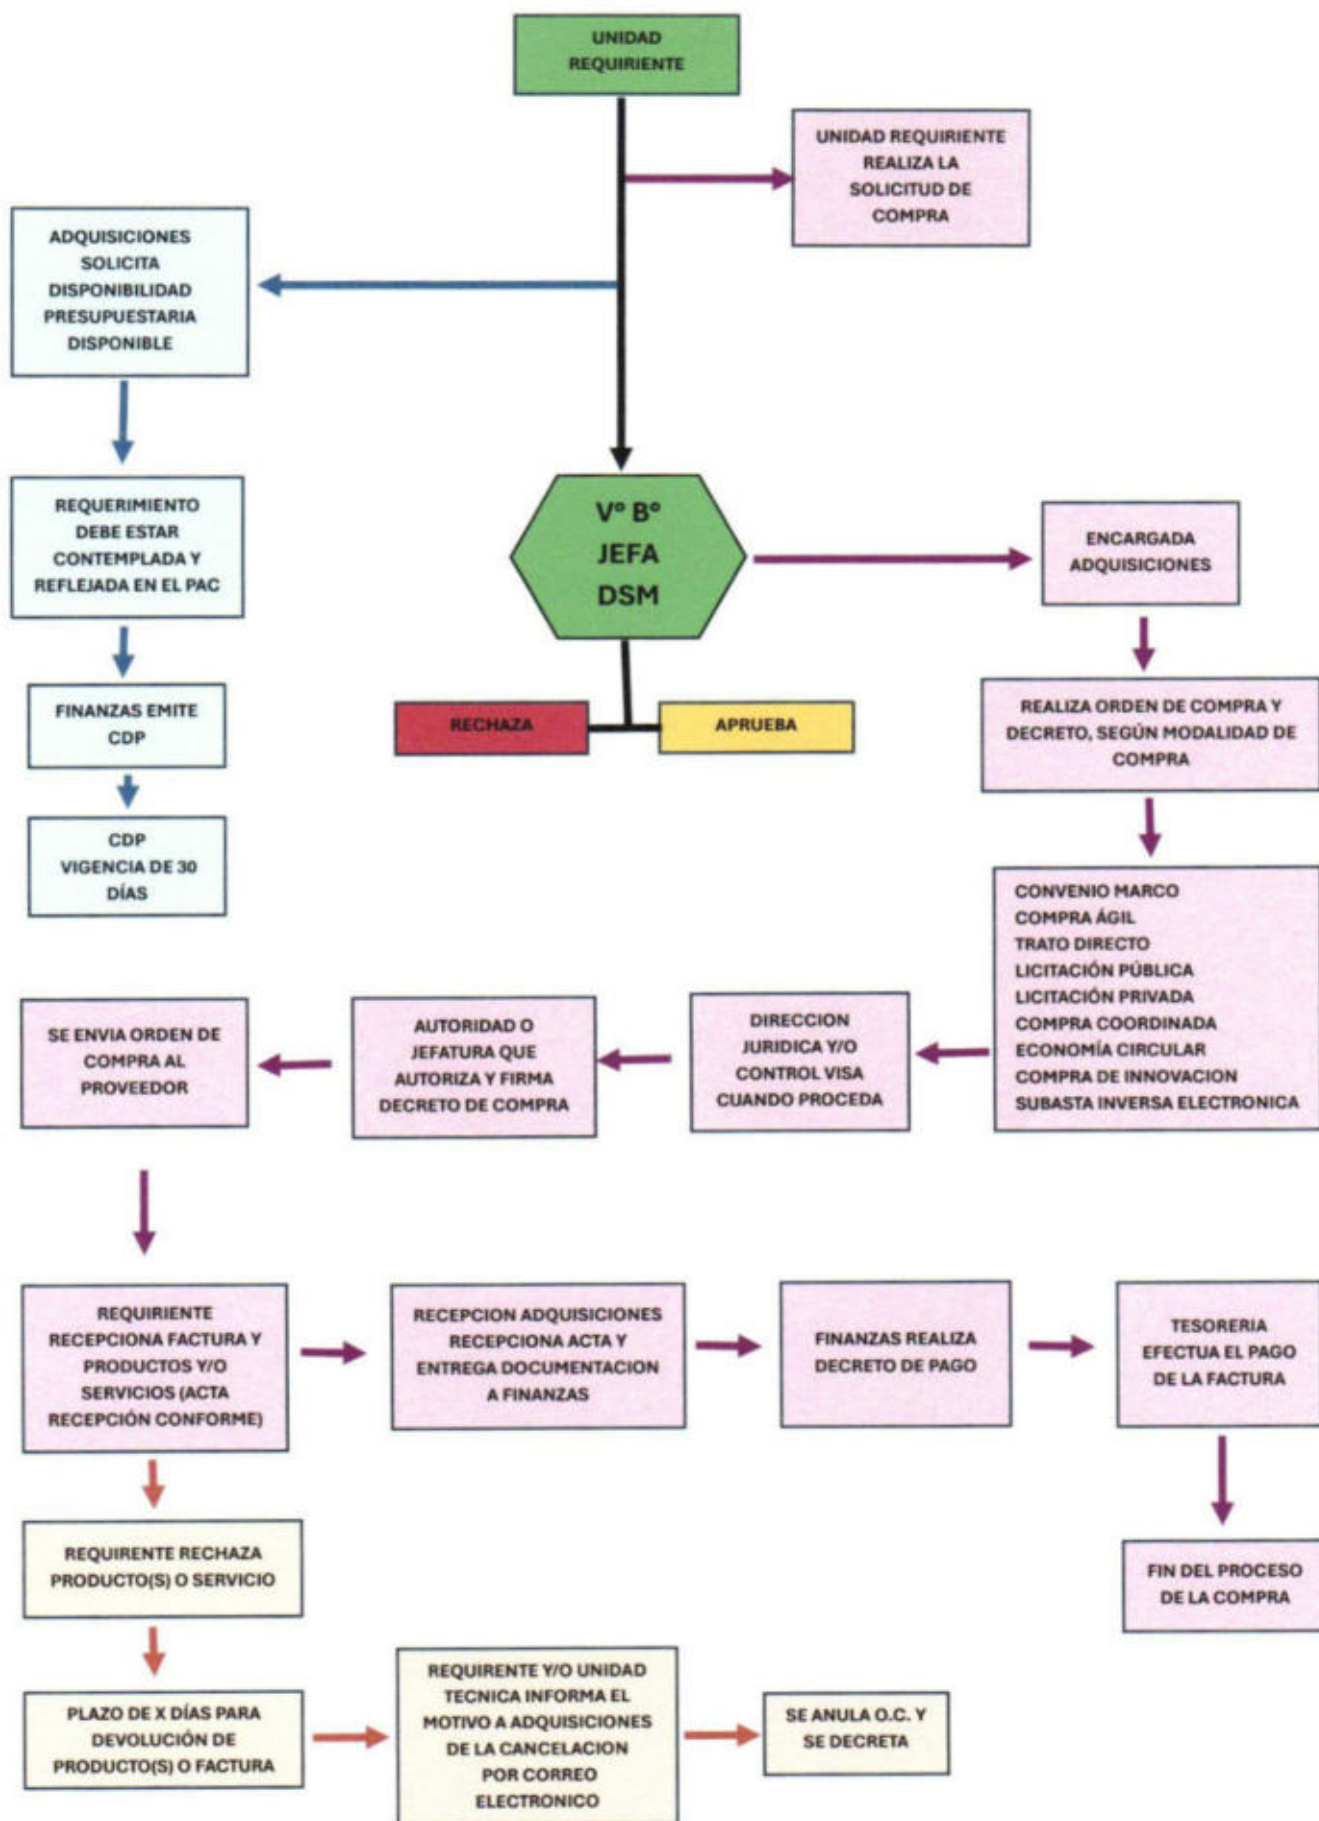 UNIDAD
REQUIRIENTE
UNIDAD REQUIRIENTE
REALIZA LA
SOLICITUD DE
COMPRA
ADQUISICIONES
SOLICITA
DISPONIBILIDAD
PRESUPUESTARIA
DISPONIBLE
REQUERIMIENTO
DEBE ESTAR
CONTEMPLADA Y
REFLEJADA EN EL PAC
FINANZAS EMITE
CDP
CDP
VIGENCIA DE 30
DÍAS
Vº Bº
JEFA
DSM
RECHAZA
APRUEBA
ENCARGADA
ADQUISICIONES
REALIZA ORDEN DE COMPRA Y
DECRETO, SEGÚN MODALIDAD DE
COMPRA
CONVENIO MARCO
COMPRA ÁGIL
TRATO DIRECTO
LICITACIÓN PÚBLICA
LICITACIÓN PRIVADA
COMPRA COORDINADA
ECONOMÍA CIRCULAR
COMPRA DE INNOVACION
SUBASTA INVERSA ELECTRONICA
DIRECCION
JURIDICA Y/O
CONTROL VISA
CUANDO PROCEDA
AUTORIDAD O
JEFATURA QUE
AUTORIZA Y FIRMA
DECRETO DE COMPRA
SE ENVIA ORDEN DE
COMPRA AL
PROVEEDOR
REQUIRIENTE
RECEPCIONA FACTURA Y
PRODUCTOS Y/O
SERVICIOS (ACTA
RECEPCIÓN CONFORME)
RECEPCION ADQUISICIONES
RECEPCIONA ACTA Y
ENTREGA DOCUMENTACION
A FINANZAS
FINANZAS REALIZA
DECRETO DE PAGO
TESORERIA
EFECTUA EL PAGO
DE LA FACTURA
FIN DEL PROCESO
DE LA COMPRA
REQUIRENTE RECHAZA
PRODUCTO(S) O SERVICIO
PLAZO DE X DÍAS PARA
DEVOLUCIÓN DE
PRODUCTO(S) O FACTURA
REQUIRENTE Y/O UNIDAD
TECNICA INFORMA EL
MOTIVO A ADQUISICIONES
DE LA CANCELACION
POR CORREO
ELECTRONICO
SE ANULA O.C. Y
SE DECRETA